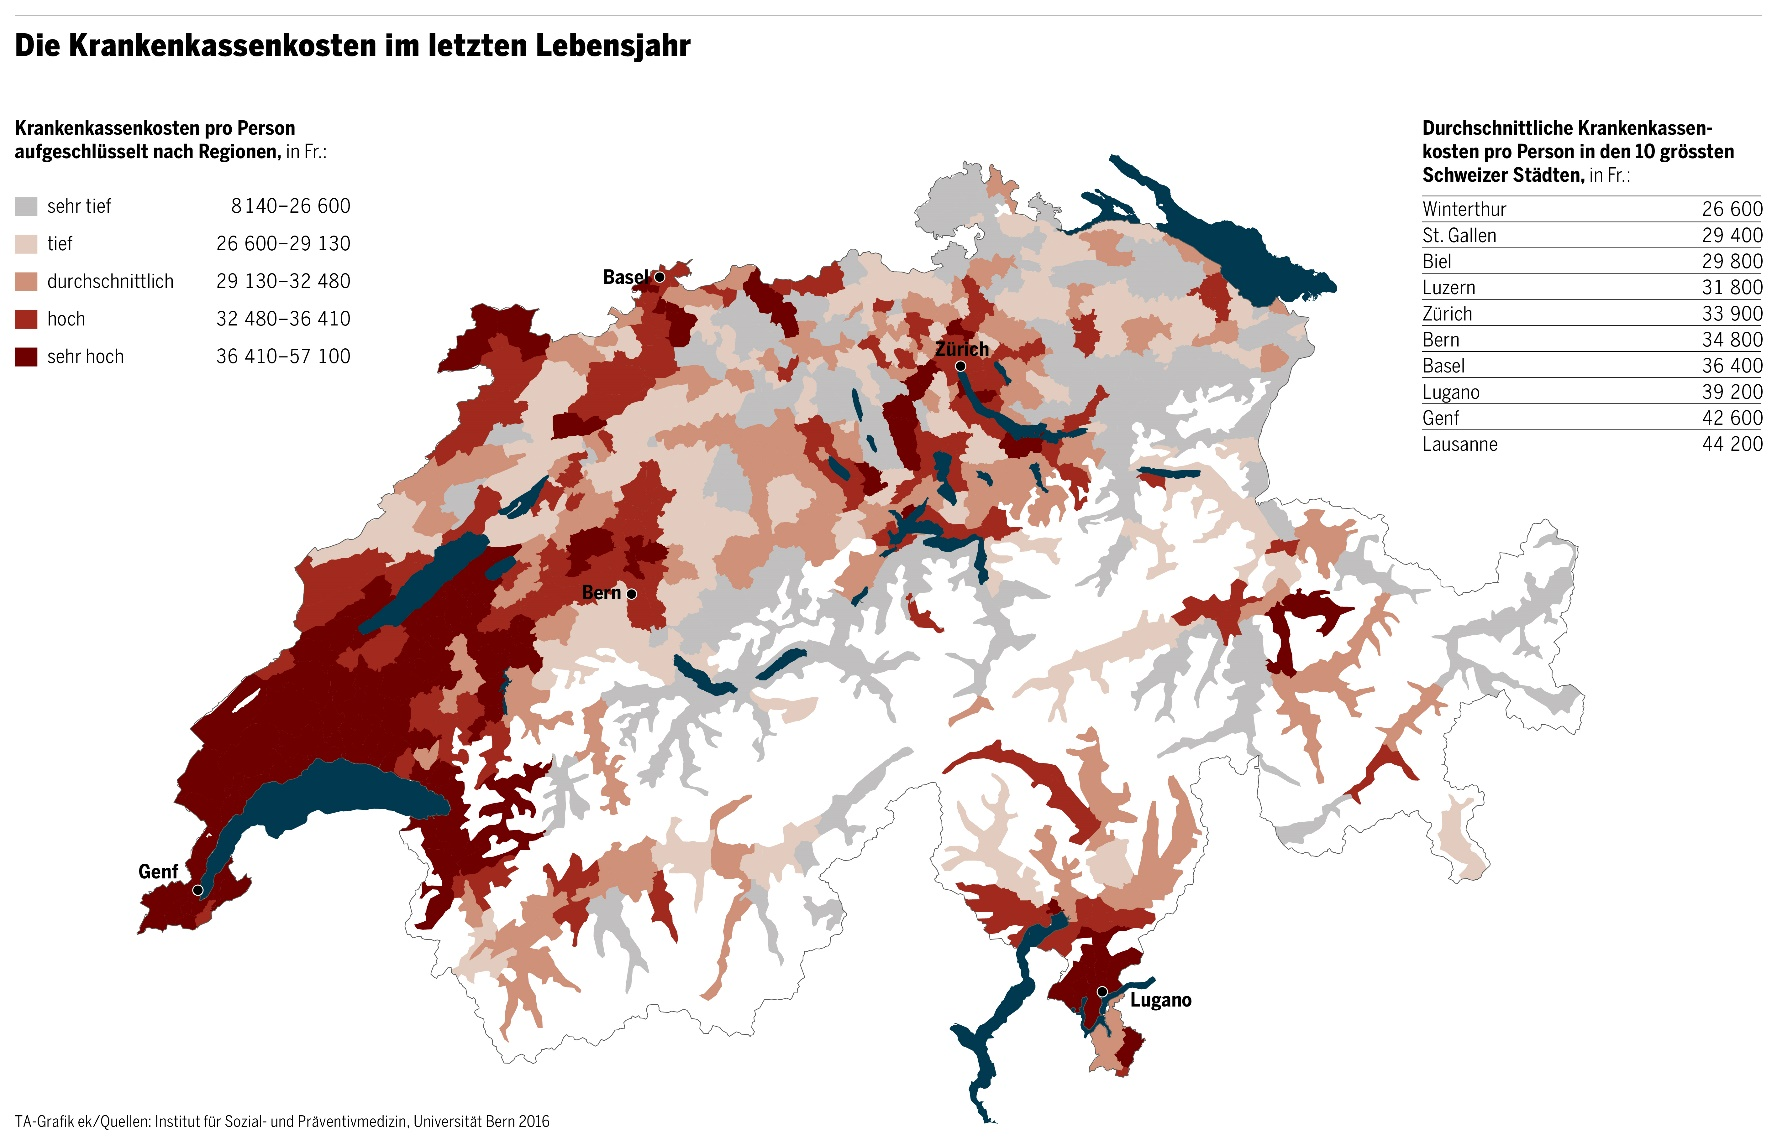 Die Krankenkassenkosten im letzten Lebensjahr
Krankenkassenkosten pro Person
aufgeschlüsselt nach Regionen, in Fr.:
sehr tief 8140–26 600
tief 26 600–29 130
durchschnittlich 29 130–32 480
hoch 32 480–36 410
sehr hoch 36 410–57 100
Durchschnittliche Krankenkassen-
kosten pro Person in den 10 grössten
Schweizer Städten, in Fr.:
Winterthur 26 600
St. Gallen 29 400
Biel 29 800
Luzern 31 800
Zürich 33 900
Bern 34 800
Basel 36 400
Lugano 39 200
Genf 42 600
Lausanne 44 200
Basel
Zürich
Bern
Genf
Lugano
TA-Grafik ek/Quellen: Institut für Sozial- und Präventivmedizin, Universität Bern 2016